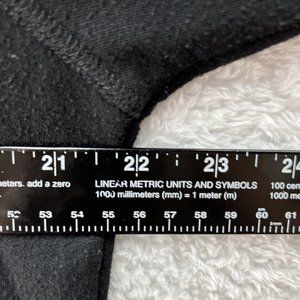 21 22 23 24
meters. add a zero LINEAR METRIC UNITS AND SYMBOLS 100 cen
1000 millimeters (mm) = 1 meter (m) 1000 me
52 53 54 55 56 57 58 59 60 61